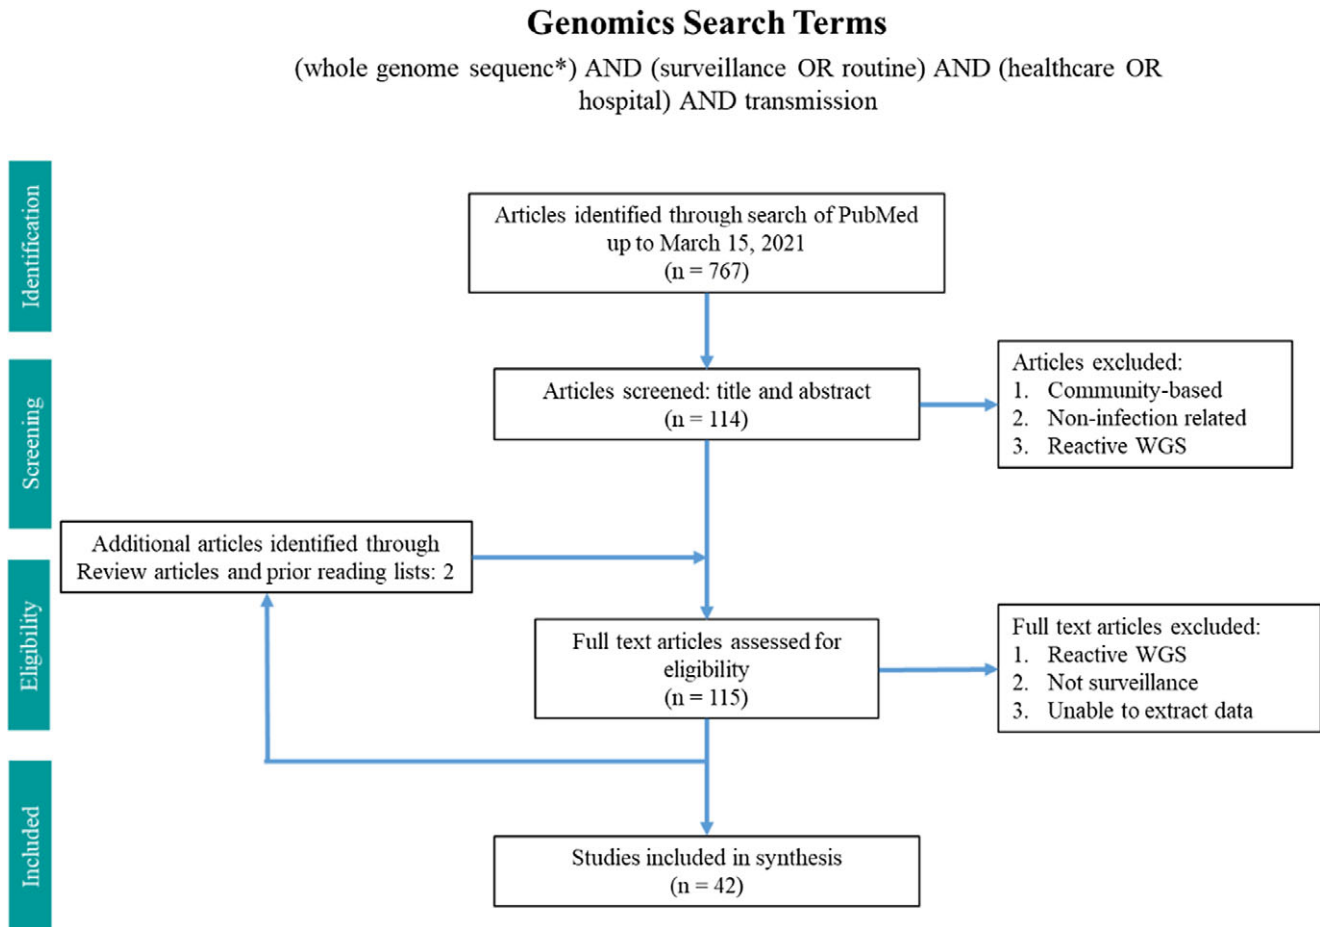 Genomics Search Terms
(whole genome sequenc*) AND (surveillance OR routine) AND (healthcare OR
hospital) AND transmission
Identification
Articles identified through search of PubMed
up to March 15, 2021
(n = 767)
Screening
Articles screened: title and abstract
(n = 114)
Articles excluded:
1. Community-based
2. Non-infection related
3. Reactive WGS
Additional articles identified through
Review articles and prior reading lists: 2
Eligibility
Full text articles assessed for
eligibility
(n = 115)
Full text articles excluded:
1. Reactive WGS
2. Not surveillance
3. Unable to extract data
Included
Studies included in synthesis
(n = 42)